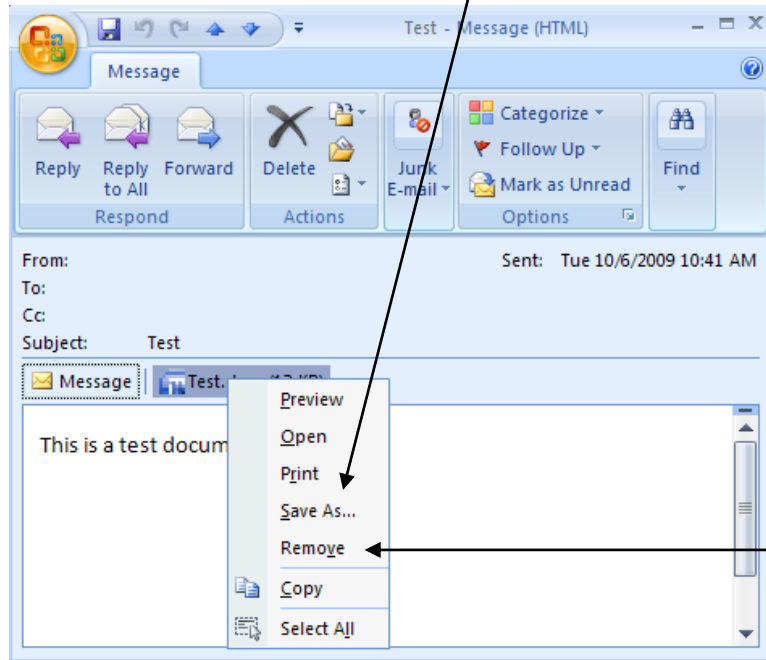 Test - Message (HTML)
Message
Reply
Reply to All
Forward
Respond
Delete
Actions
Junk E-mail
Categorize
Follow Up
Mark as Unread
Options
Find
From:
Sent: Tue 10/6/2009 10:41 AM
To:
Cc:
Subject: Test
Message
Test.
This is a test docum
Preview
Open
Print
Save As...
Remove
Copy
Select All